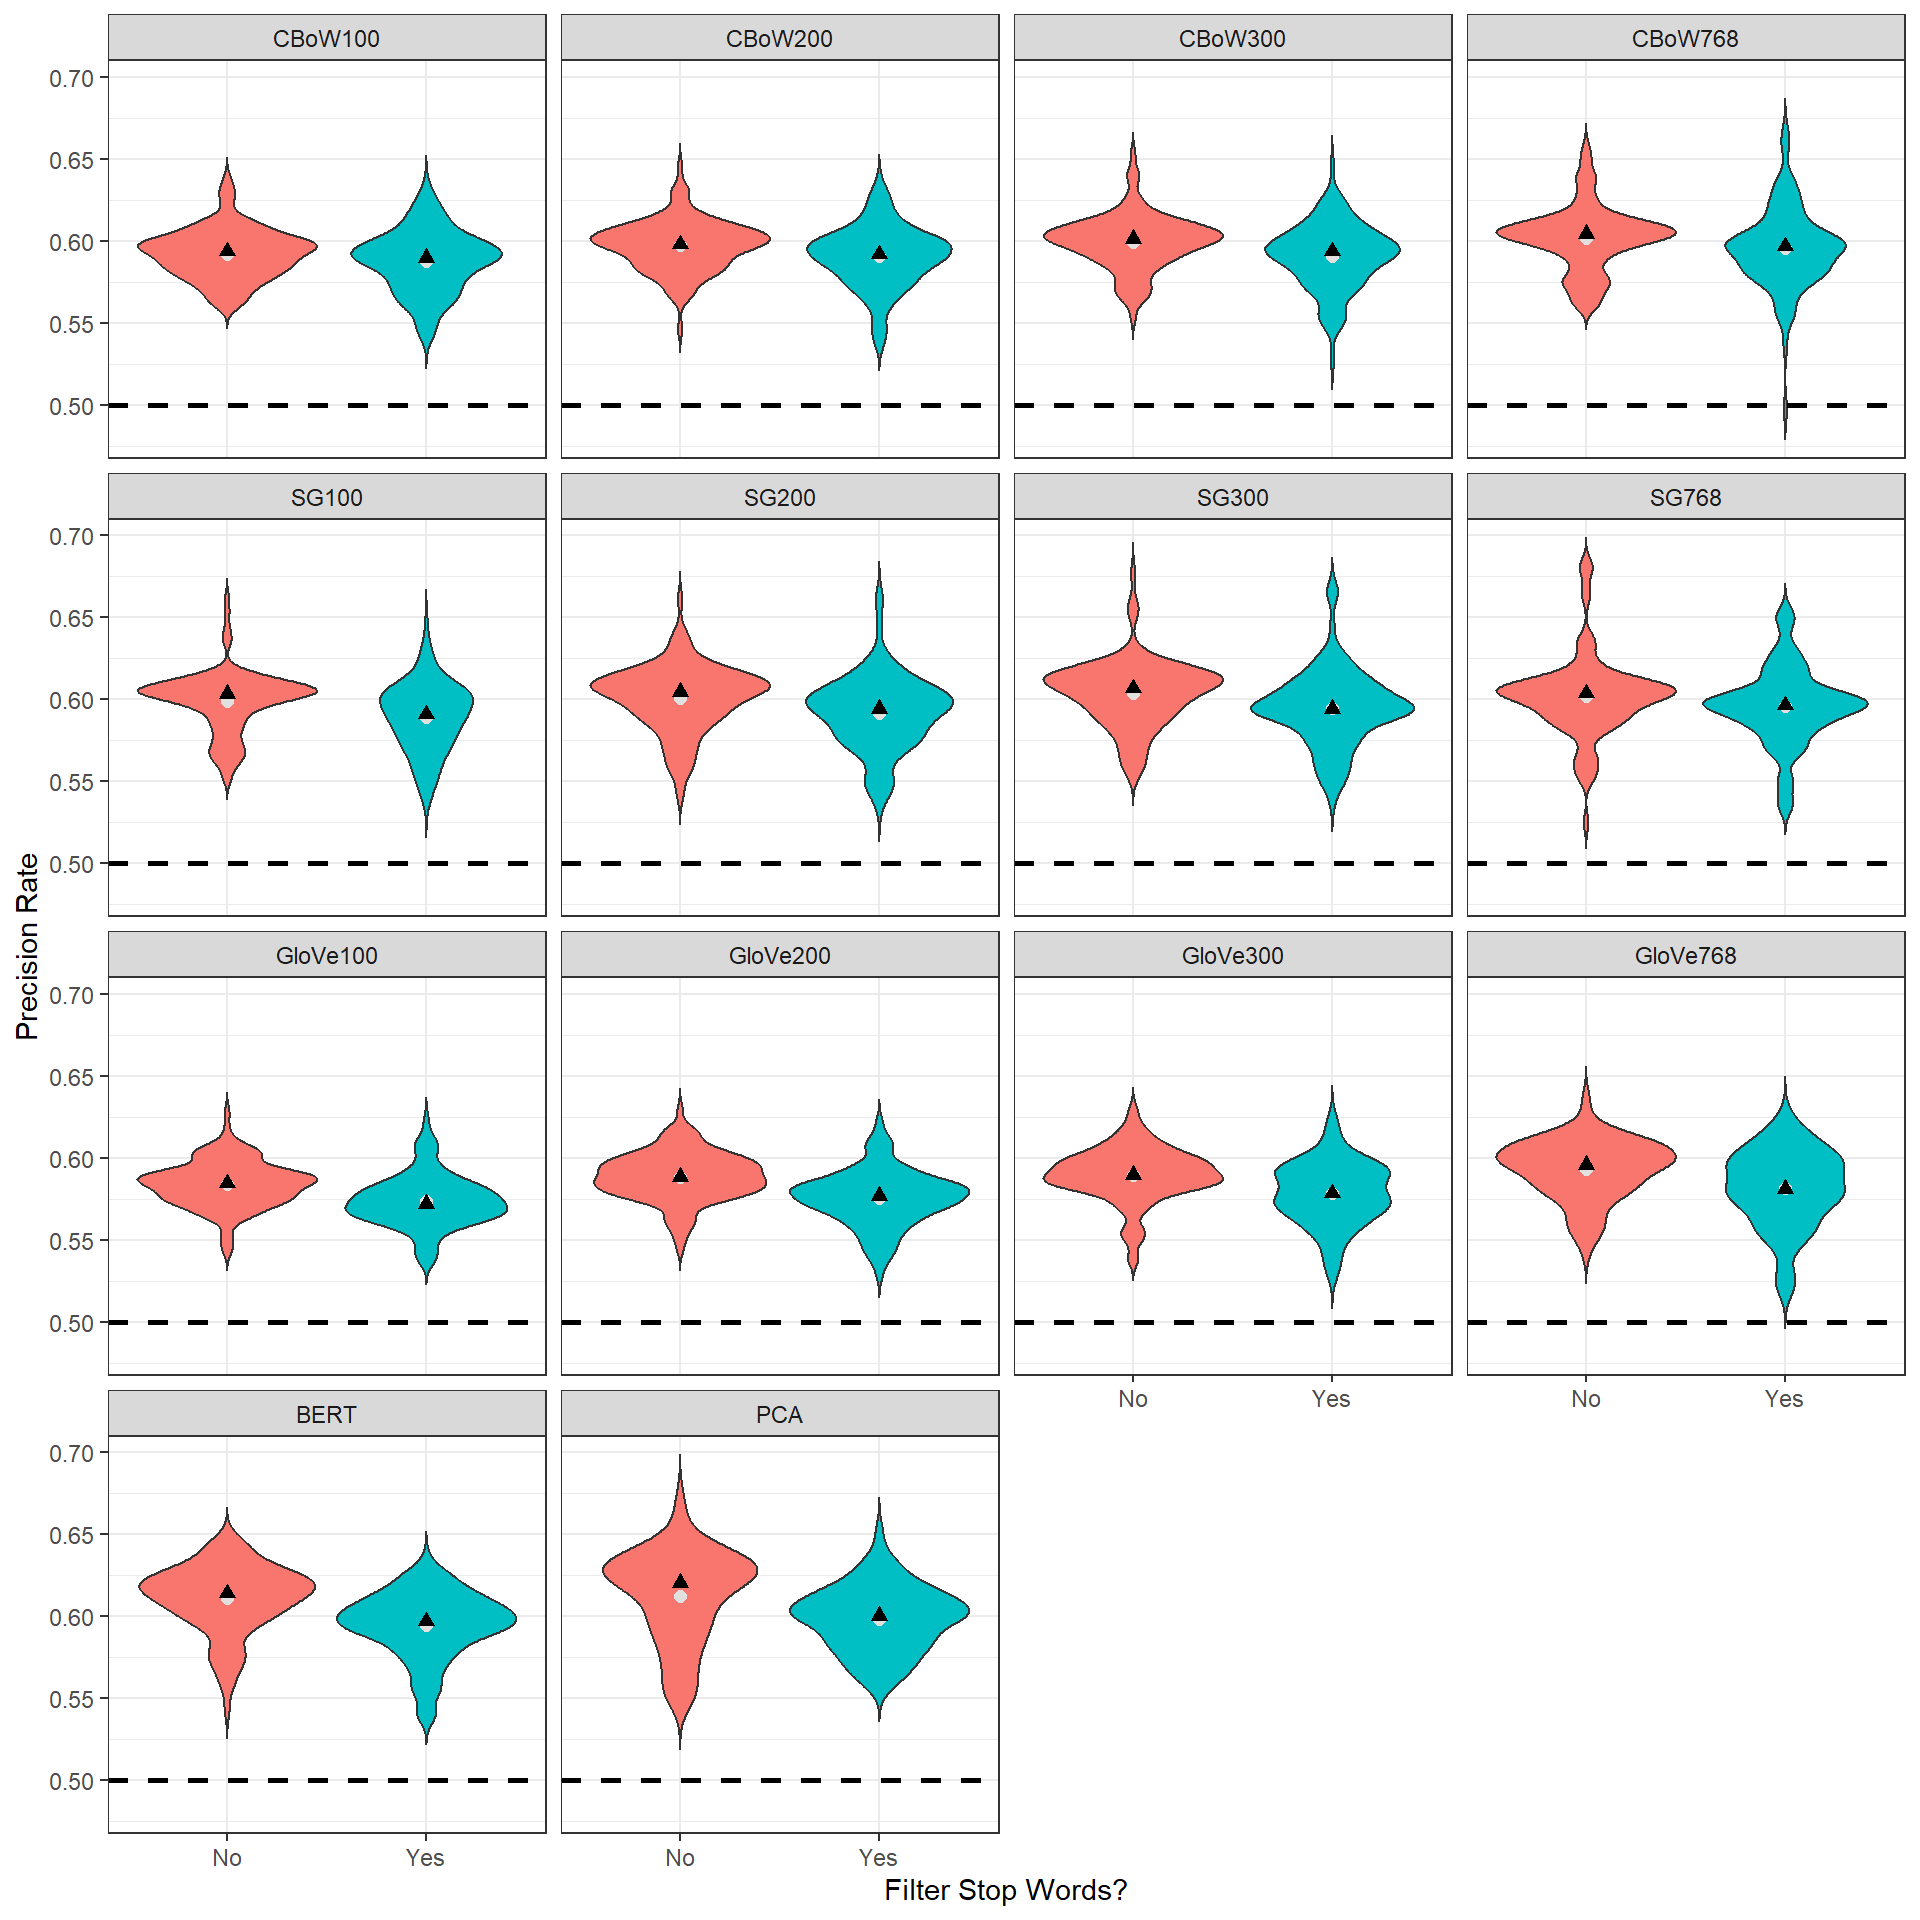 CBoW100 CBoW200 CBoW300 CBoW768
0.70
0.65
0.60
0.55
0.50
SG100 SG200 SG300 SG768
0.70
0.65
0.60
0.55
0.50
GloVe100 GloVe200 GloVe300 GloVe768
0.70
0.65
0.60
0.55
0.50
No Yes No Yes
BERT PCA
0.70
0.65
0.60
0.55
0.50
No Yes No Yes
Filter Stop Words?
Precision Rate